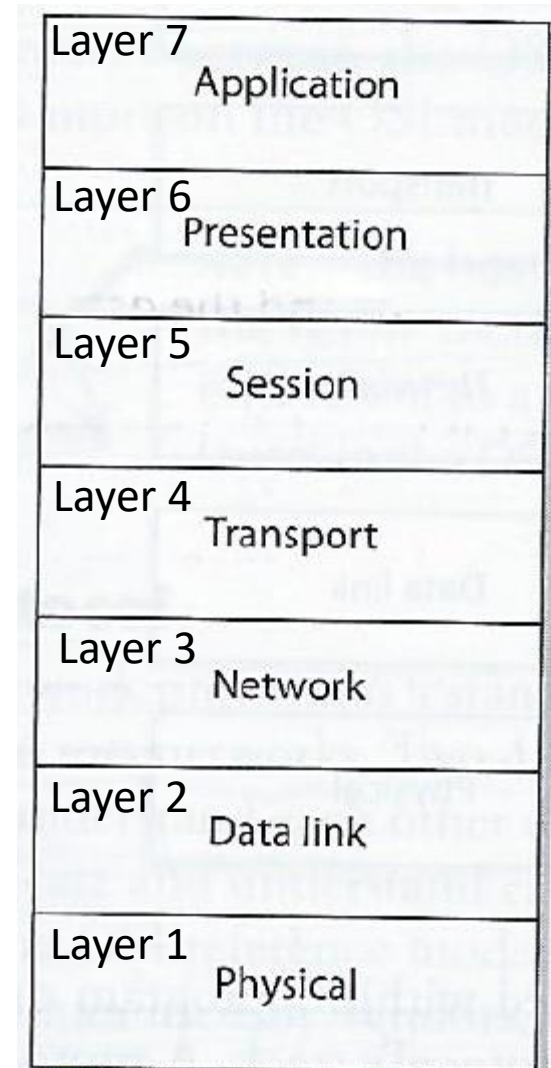 Layer 7
Application
Layer 6
Presentation
Layer 5
Session
Layer 4
Transport
Layer 3
Network
Layer 2
Data link
Layer 1
Physical